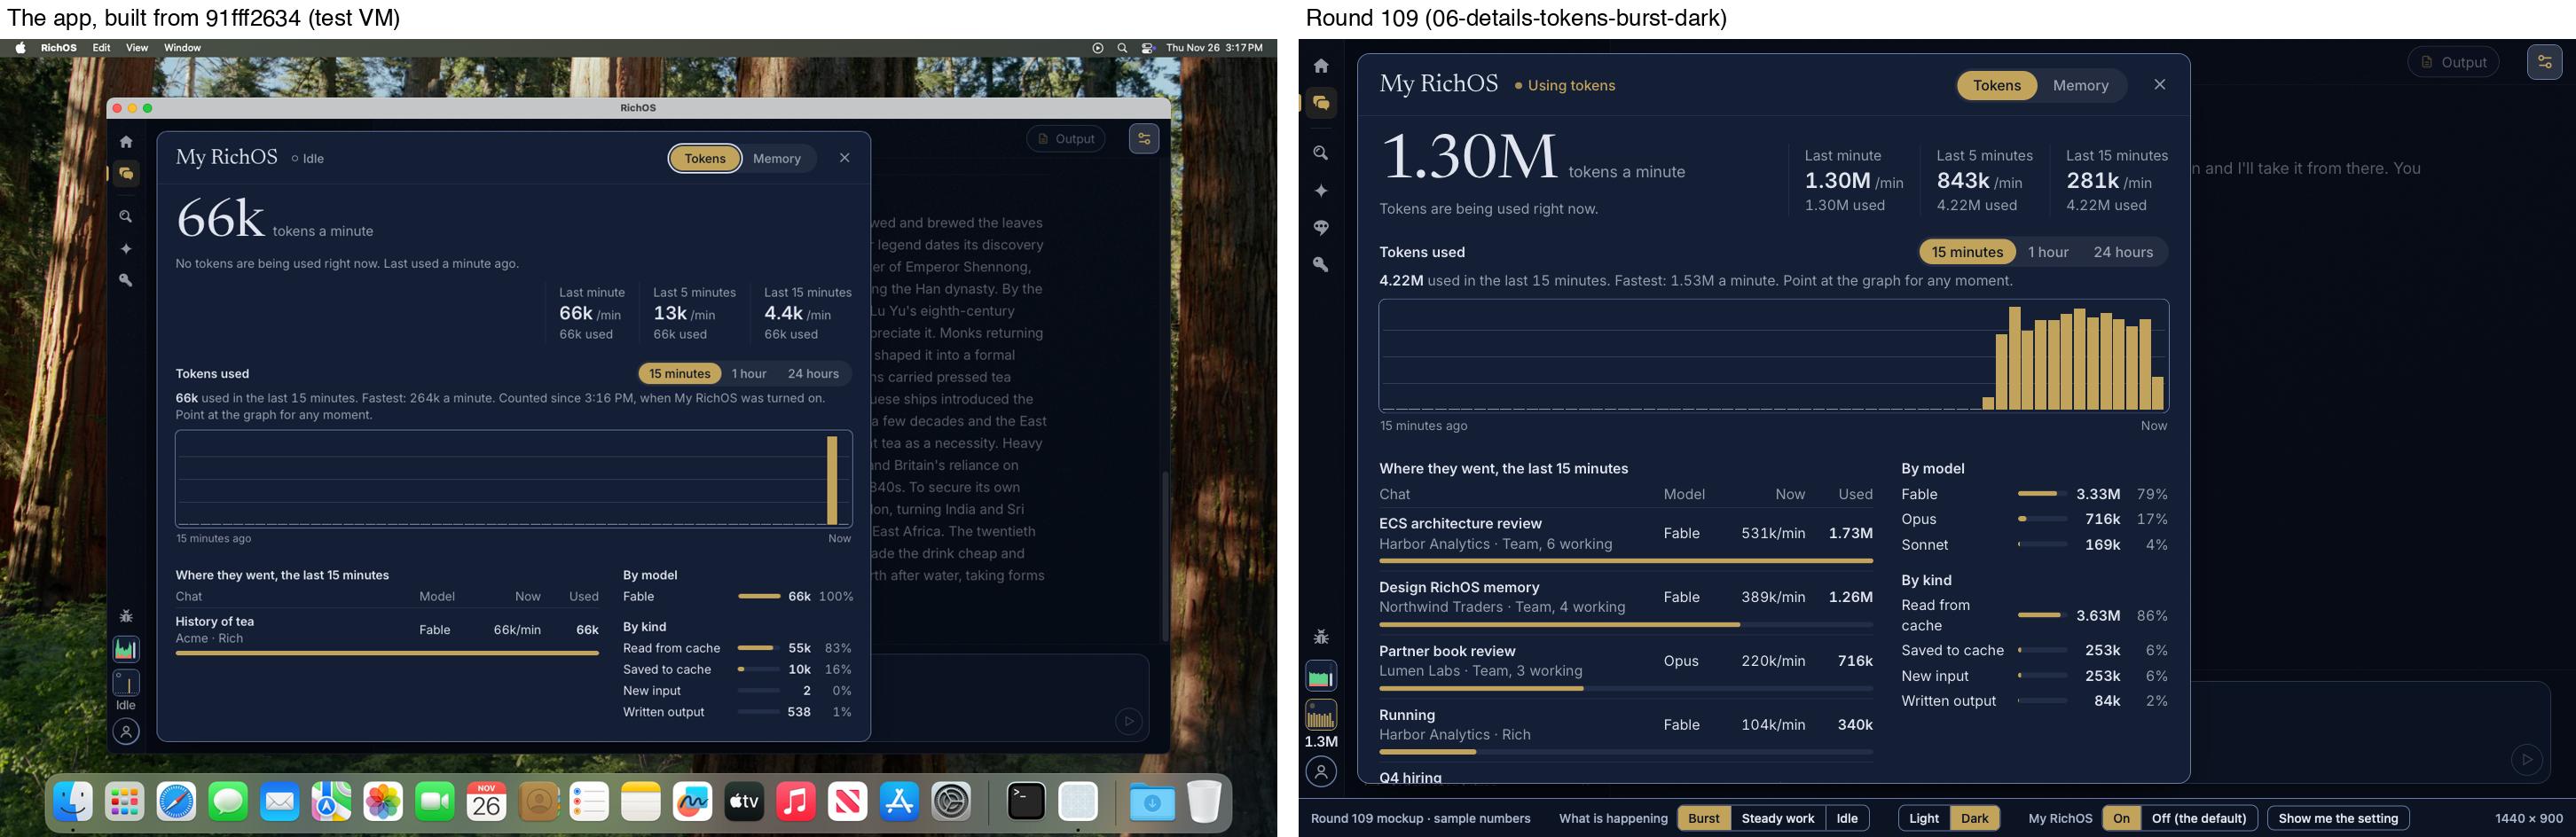 The app, built from 91fff2634 (test VM)
RichOS Edit View Window
Thu Nov 26 3:17 PM
RichOS
Output
My RichOS
Idle
Tokens
Memory
66k tokens a minute
No tokens are being used right now. Last used a minute ago.
Last minute
66k /min
66k used
Last 5 minutes
13k /min
66k used
Last 15 minutes
4.4k /min
66k used
Tokens used
15 minutes
1 hour
24 hours
66k used in the last 15 minutes. Fastest: 264k a minute. Counted since 3:16 PM, when My RichOS was turned on.
Point at the graph for any moment.
15 minutes ago
Now
Where they went, the last 15 minutes
Chat Model Now Used
History of tea
Acme · Rich
Fable 66k/min 66k
By model
Fable 66k 100%
By kind
Read from cache 55k 83%
Saved to cache 10k 16%
New input 2 0%
Written output 538 1%
wed and brewed the leaves
legend dates its discovery
er of Emperor Shennong,
ng the Han dynasty. By the
Lu Yu's eighth-century
preciate it. Monks returning
shaped it into a formal
ns carried pressed tea
uese ships introduced the
a few decades and the East
t tea as a necessity. Heavy
and Britain's reliance on
840s. To secure its own
ion, turning India and Sri
East Africa. The twentieth
ade the drink cheap and
rth after water, taking forms
Idle
NOV
26
tv
Round 109 (06-details-tokens-burst-dark)
Output
My RichOS
Using tokens
Tokens
Memory
1.30M tokens a minute
Tokens are being used right now.
Last minute
1.30M /min
1.30M used
Last 5 minutes
843k /min
4.22M used
Last 15 minutes
281k /min
4.22M used
n and I'll take it from there. You
Tokens used
15 minutes
1 hour
24 hours
4.22M used in the last 15 minutes. Fastest: 1.53M a minute. Point at the graph for any moment.
15 minutes ago
Now
Where they went, the last 15 minutes
Chat Model Now Used
ECS architecture review
Harbor Analytics · Team, 6 working
Fable 531k/min 1.73M
Design RichOS memory
Northwind Traders · Team, 4 working
Fable 389k/min 1.26M
Partner book review
Lumen Labs · Team, 3 working
Opus 220k/min 716k
Running
Harbor Analytics · Rich
Fable 104k/min 340k
Q4 hiring
By model
Fable 3.33M 79%
Opus 716k 17%
Sonnet 169k 4%
By kind
Read from
cache
3.63M 86%
Saved to cache 253k 6%
New input 253k 6%
Written output 84k 2%
1.3M
Round 109 mockup · sample numbers
What is happening
Burst
Steady work
Idle
Light
Dark
My RichOS
On
Off (the default)
Show me the setting
1440 × 900